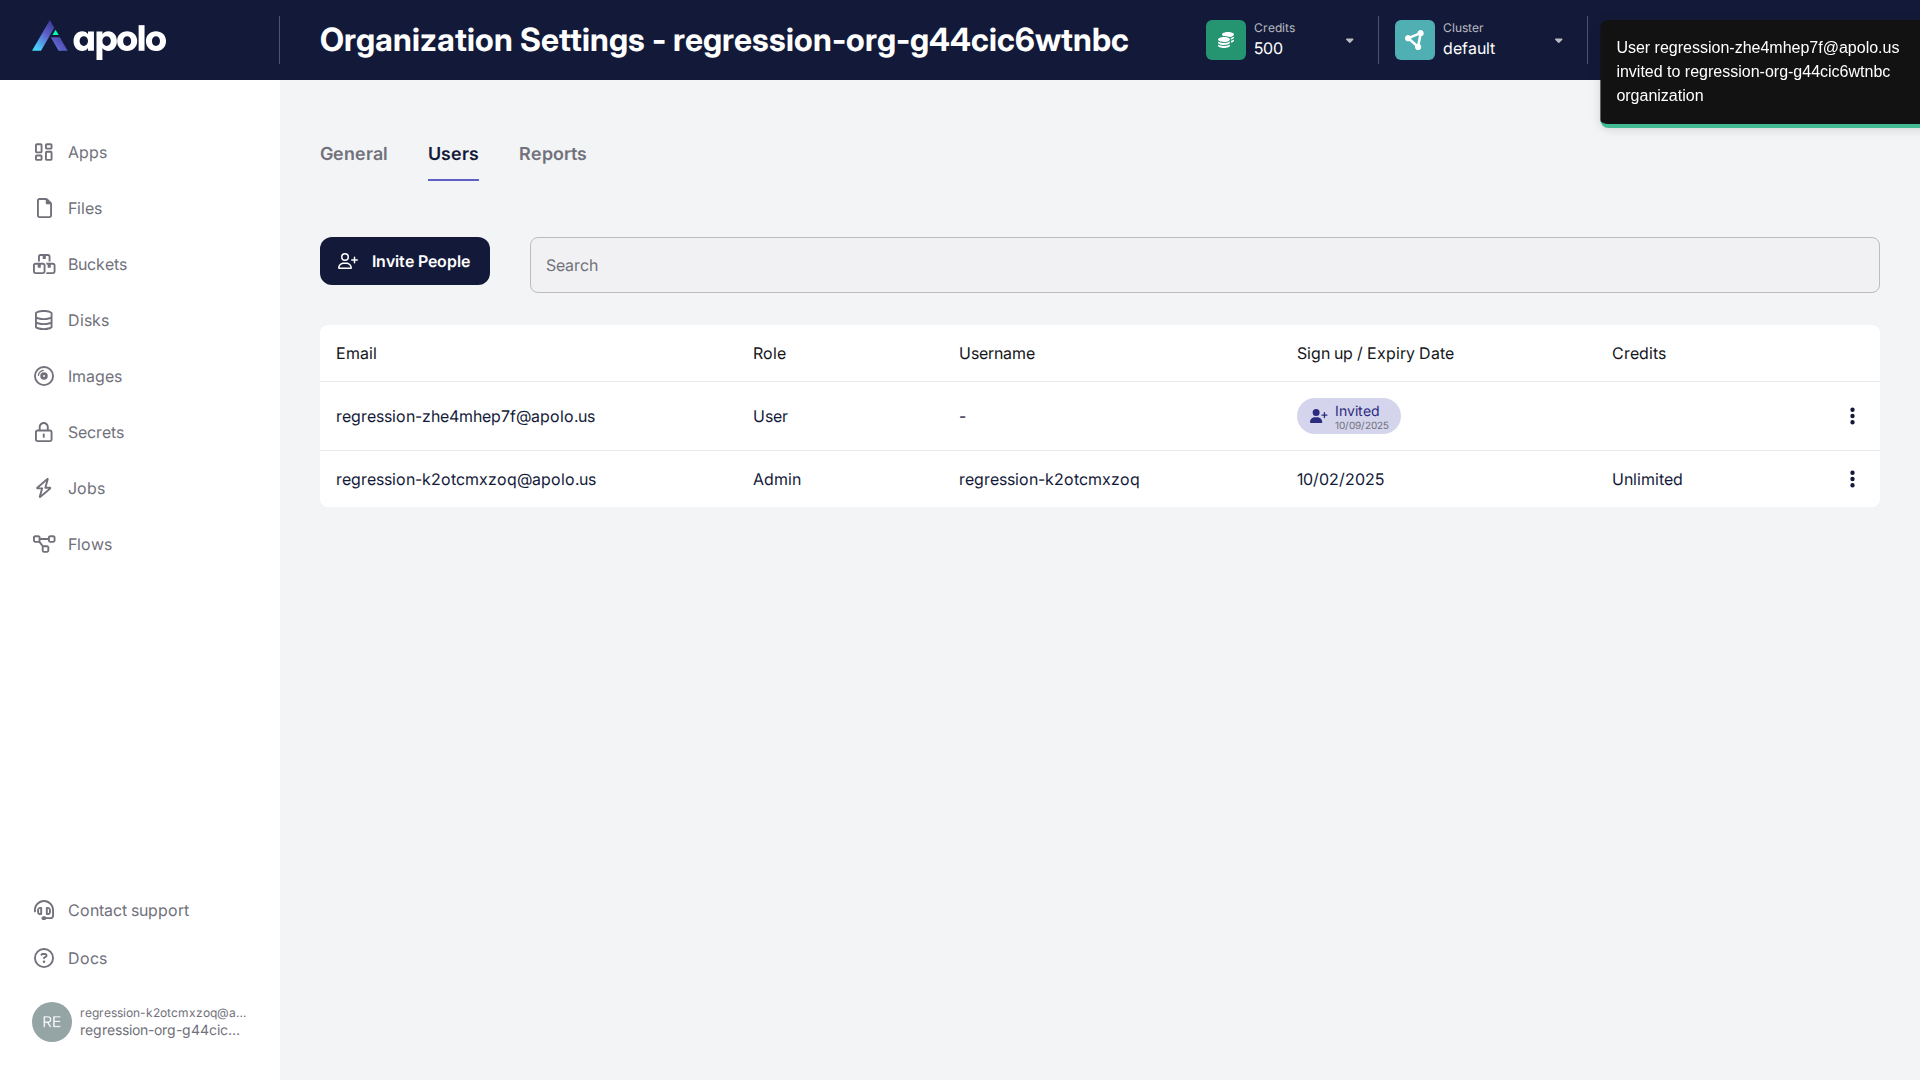 apolo
Organization Settings - regression-org-g44cic6wtnbc
Credits
500
Cluster
default
User regression-zhe4mhep7f@apolo.us
invited to regression-org-g44cic6wtnbc
organization
Apps
Files
Buckets
Disks
Images
Secrets
Jobs
Flows
General Users Reports
Invite People
Search
Email Role Username Sign up / Expiry Date Credits
regression-zhe4mhep7f@apolo.us User - Invited
10/09/2025
regression-k2otcmxzoq@apolo.us Admin regression-k2otcmxzoq 10/02/2025 Unlimited
Contact support
Docs
RE
regression-k2otcmxzoq@a...
regression-org-g44cic...